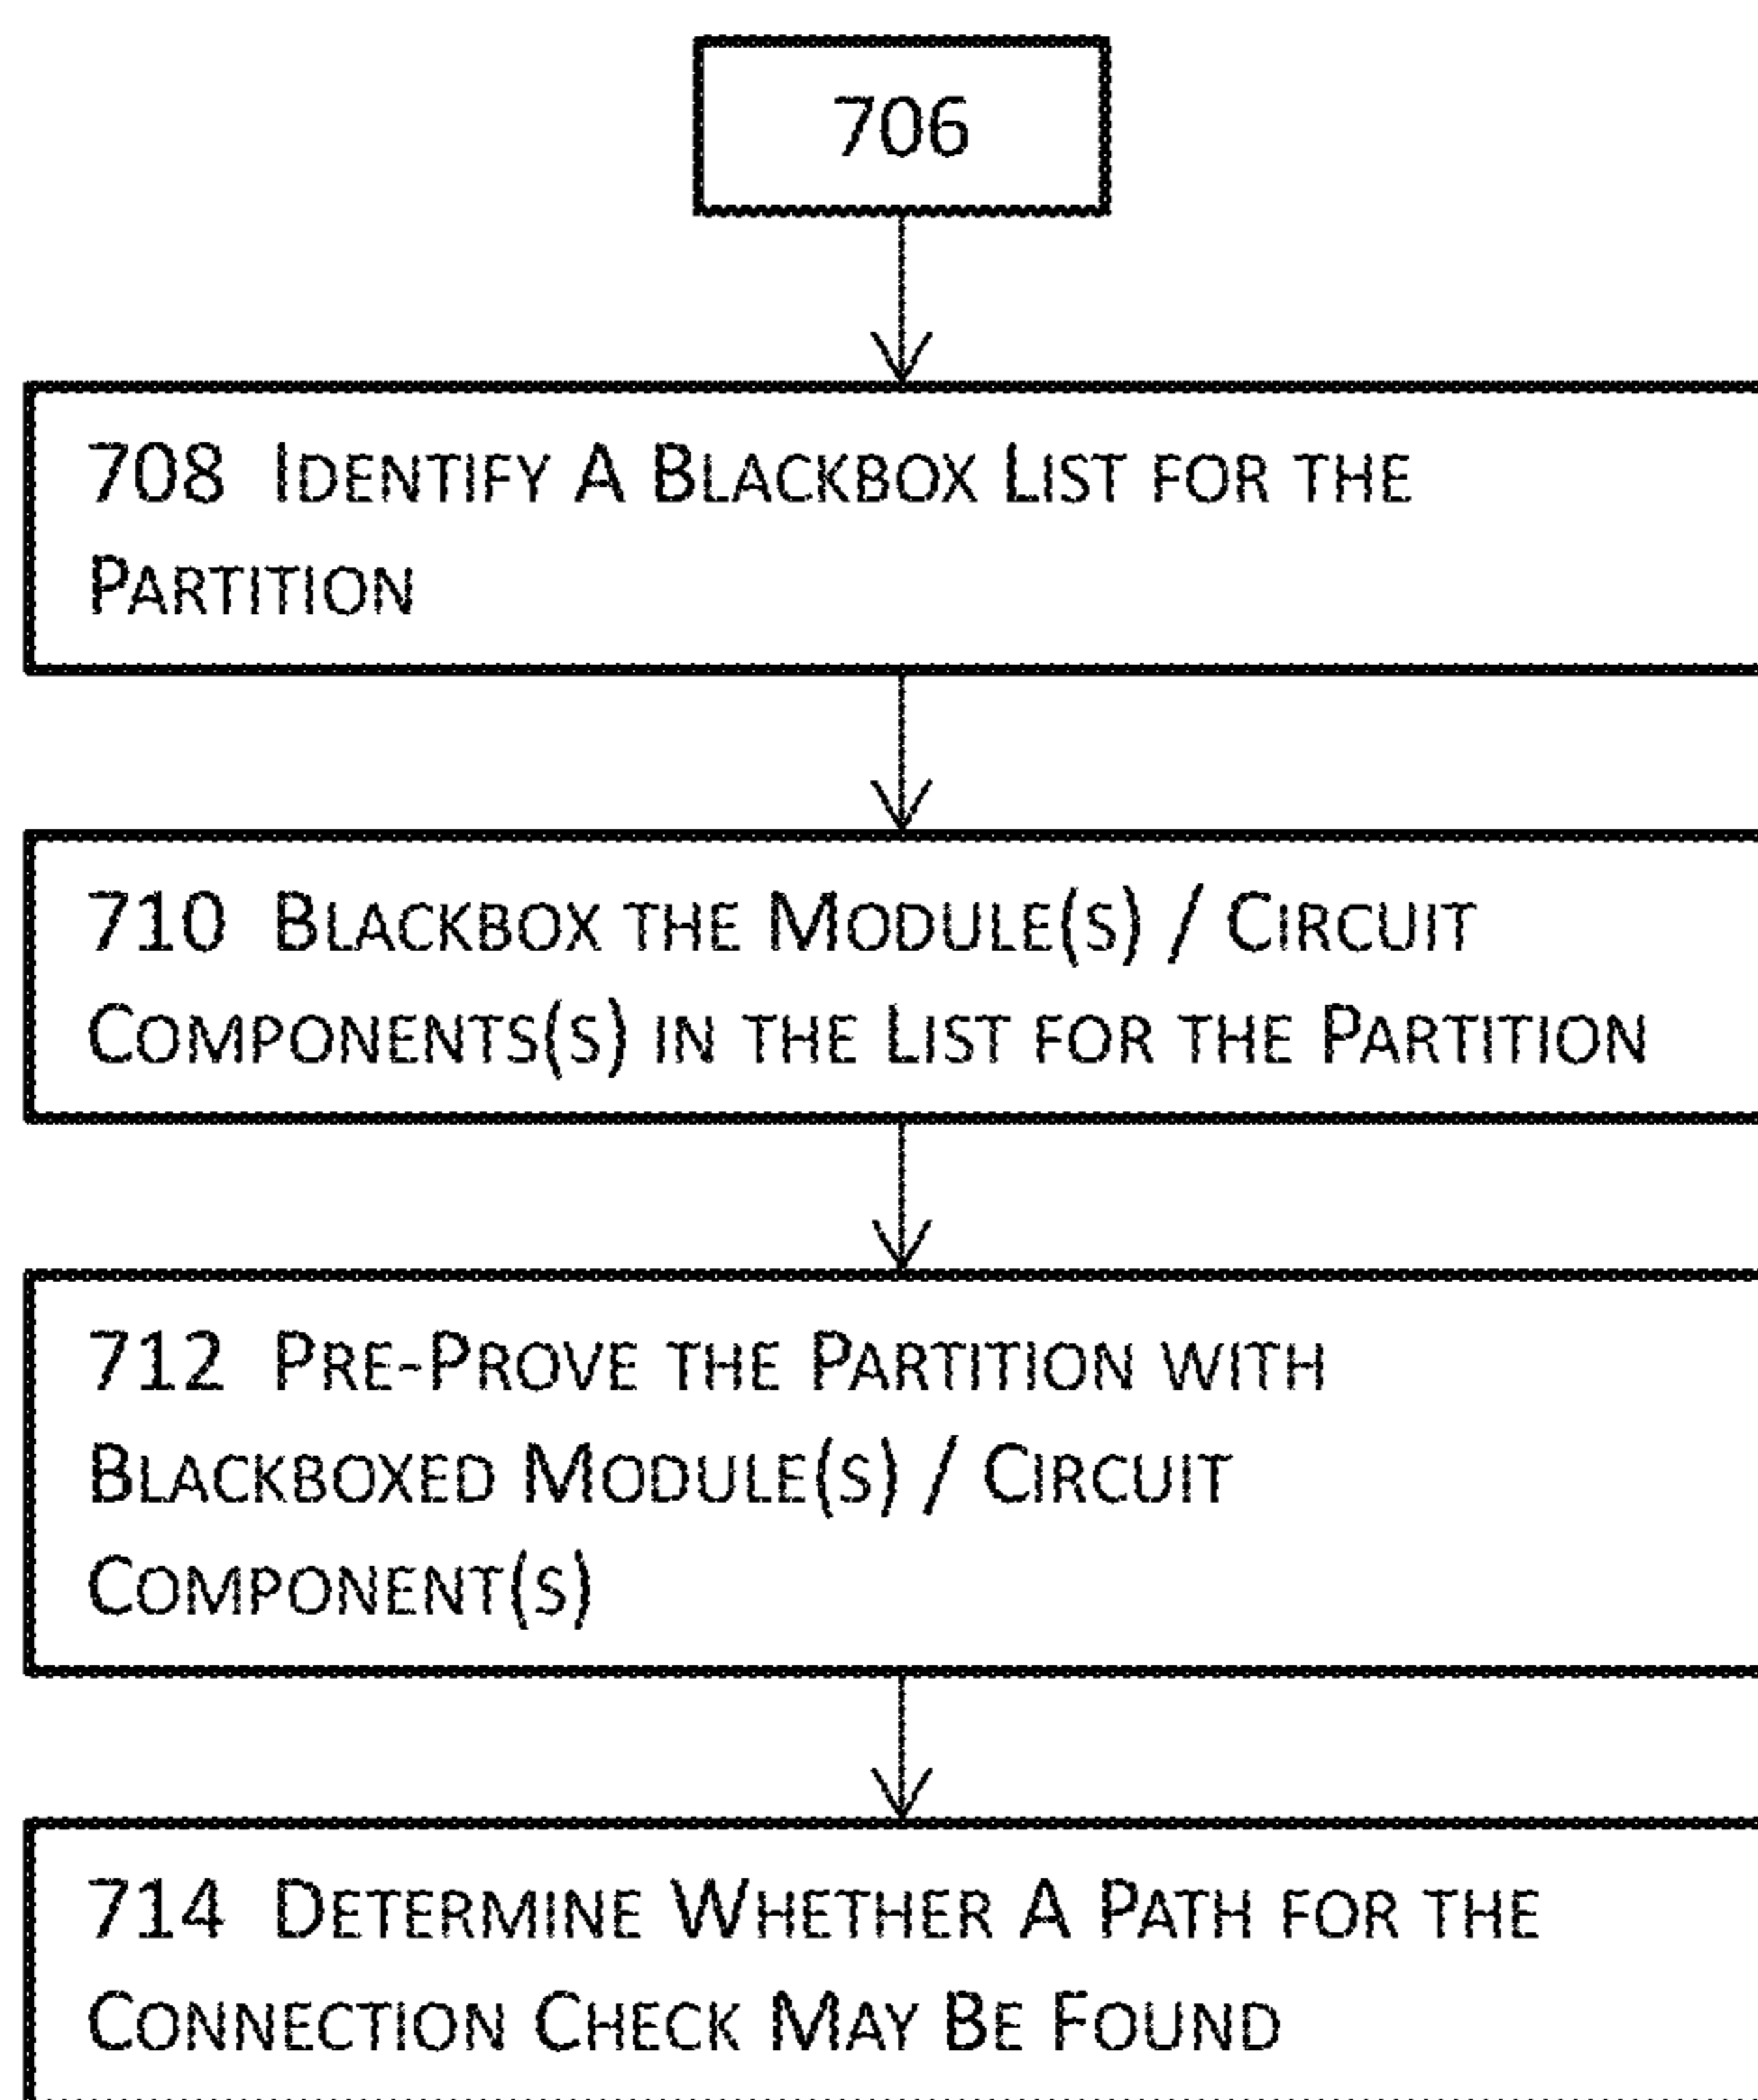 706
708 IDENTIFY A BLACKBOX LIST FOR THE
PARTITION
710 BLACKBOX THE MODULE(S) / CIRCUIT
COMPONENTS(S) IN THE LIST FOR THE PARTITION
712 PRE-PROVE THE PARTITION WITH
BLACKBOXED MODULE(S) / CIRCUIT
COMPONENT(S)
714 DETERMINE WHETHER A PATH FOR THE
CONNECTION CHECK MAY BE FOUND